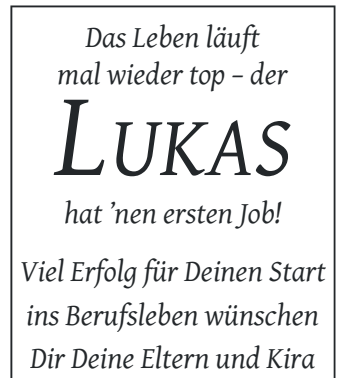 Das Leben läuft
mal wieder top – der
LUKAS
hat ’nen ersten Job!
Viel Erfolg für Deinen Start
ins Berufsleben wünschen
Dir Deine Eltern und Kira